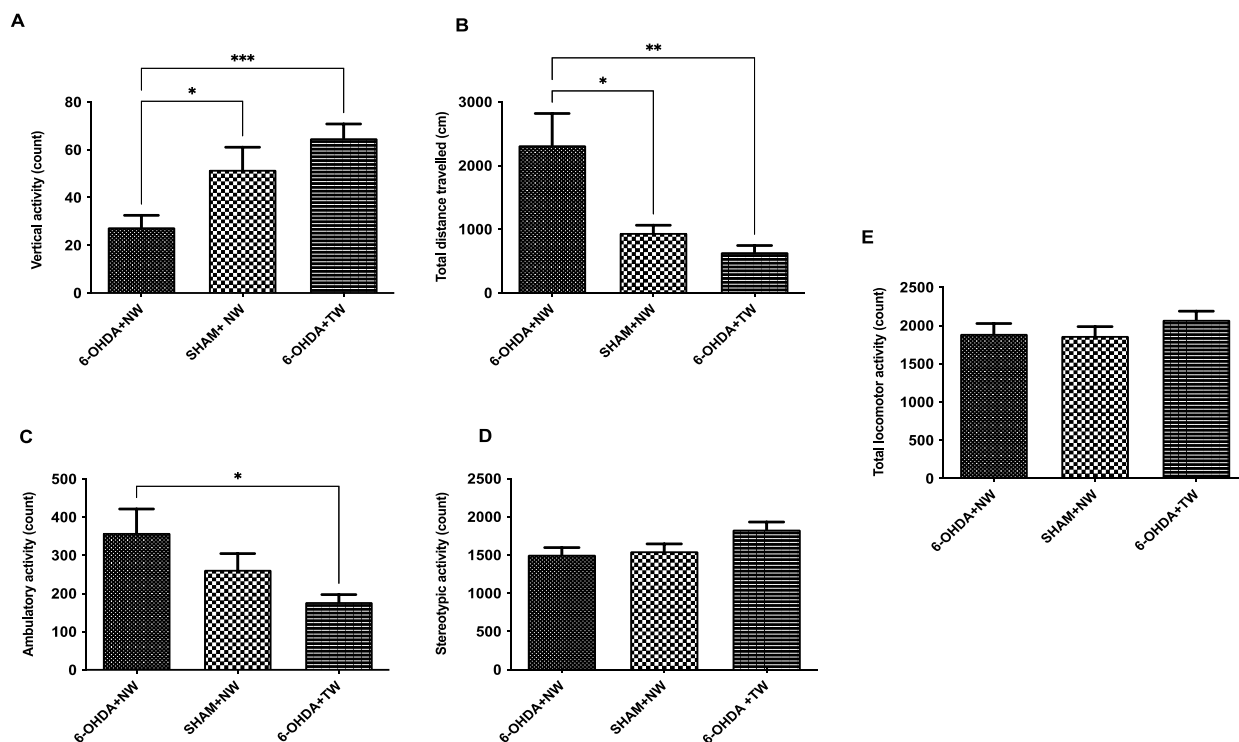 A
***
*
Vertical activity (count)
80
60
40
20
0
6-OHDA+NW
SHAM+ NW
6-OHDA+TW
B
**
*
Total distance travelled (cm)
3000
2000
1000
0
6-OHDA+NW
SHAM+NW
6-OHDA+TW
C
*
Ambulatory activity (count)
500
400
300
200
100
0
6-OHDA+NW
SHAM+NW
6-OHDA+TW
D
Stereotypic activity (count)
2500
2000
1500
1000
500
0
6-OHDA+NW
SHAM+NW
6-OHDA +TW
E
Total locomotor activity (count)
2500
2000
1500
1000
500
0
6-OHDA+NW
SHAM+NW
6-OHDA+TW